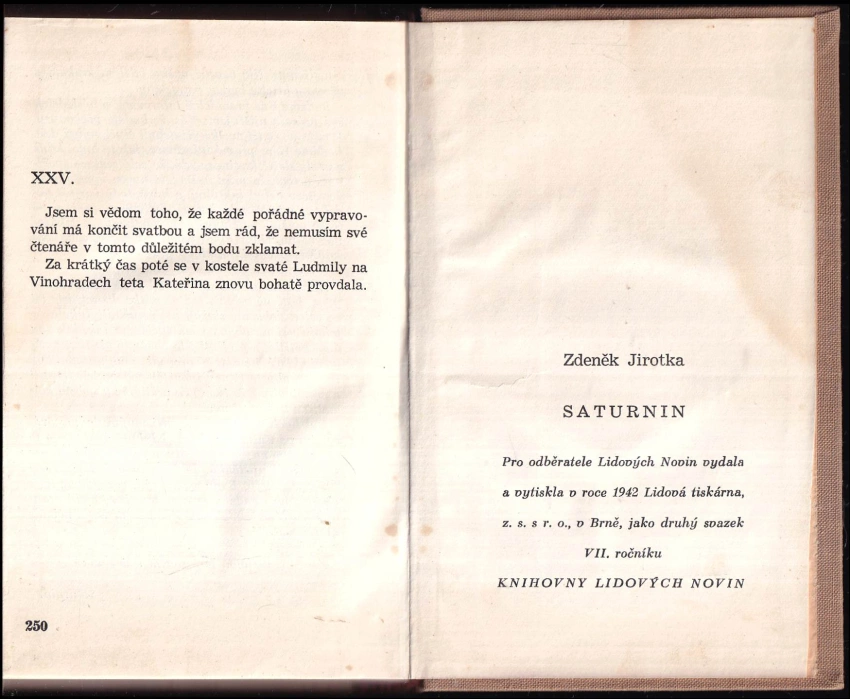 XXV.
Jsem si vědom toho, že každé pořádné vypravo-
vání má končit svatbou a jsem rád, že nemusím své
čtenáře v tomto důležitém bodu zklamat.
Za krátký čas poté se v kostele svaté Ludmily na
Vinohradech teta Kateřina znovu bohatě provdala.
250
Zdeněk Jirotka
SATURNIN
Pro odběratele Lidových Novin vydala
a vytiskla v roce 1942 Lidová tiskárna,
z. s. s r. o., v Brně, jako druhý svazek
VII. ročníku
KNIHOVNY LIDOVÝCH NOVIN